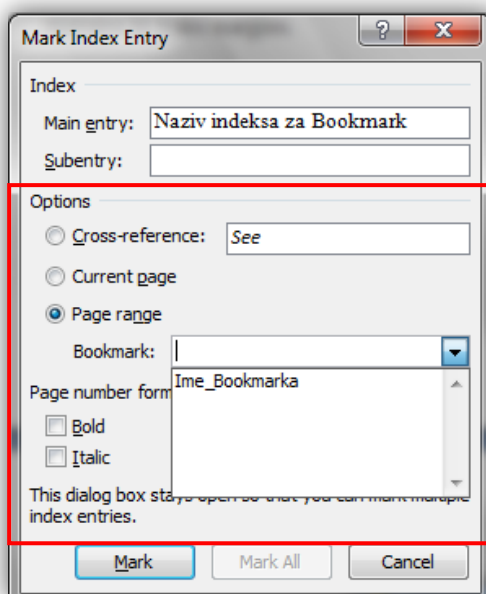 Mark Index Entry
Index
Main entry: Naziv indeksa za Bookmark
Subentry:
Options
Cross-reference: See
Current page
Page range
Bookmark:
Ime_Bookmarka
Page number form
Bold
Italic
This dialog box stays open so that you can mark multiple
index entries.
Mark Mark All Cancel